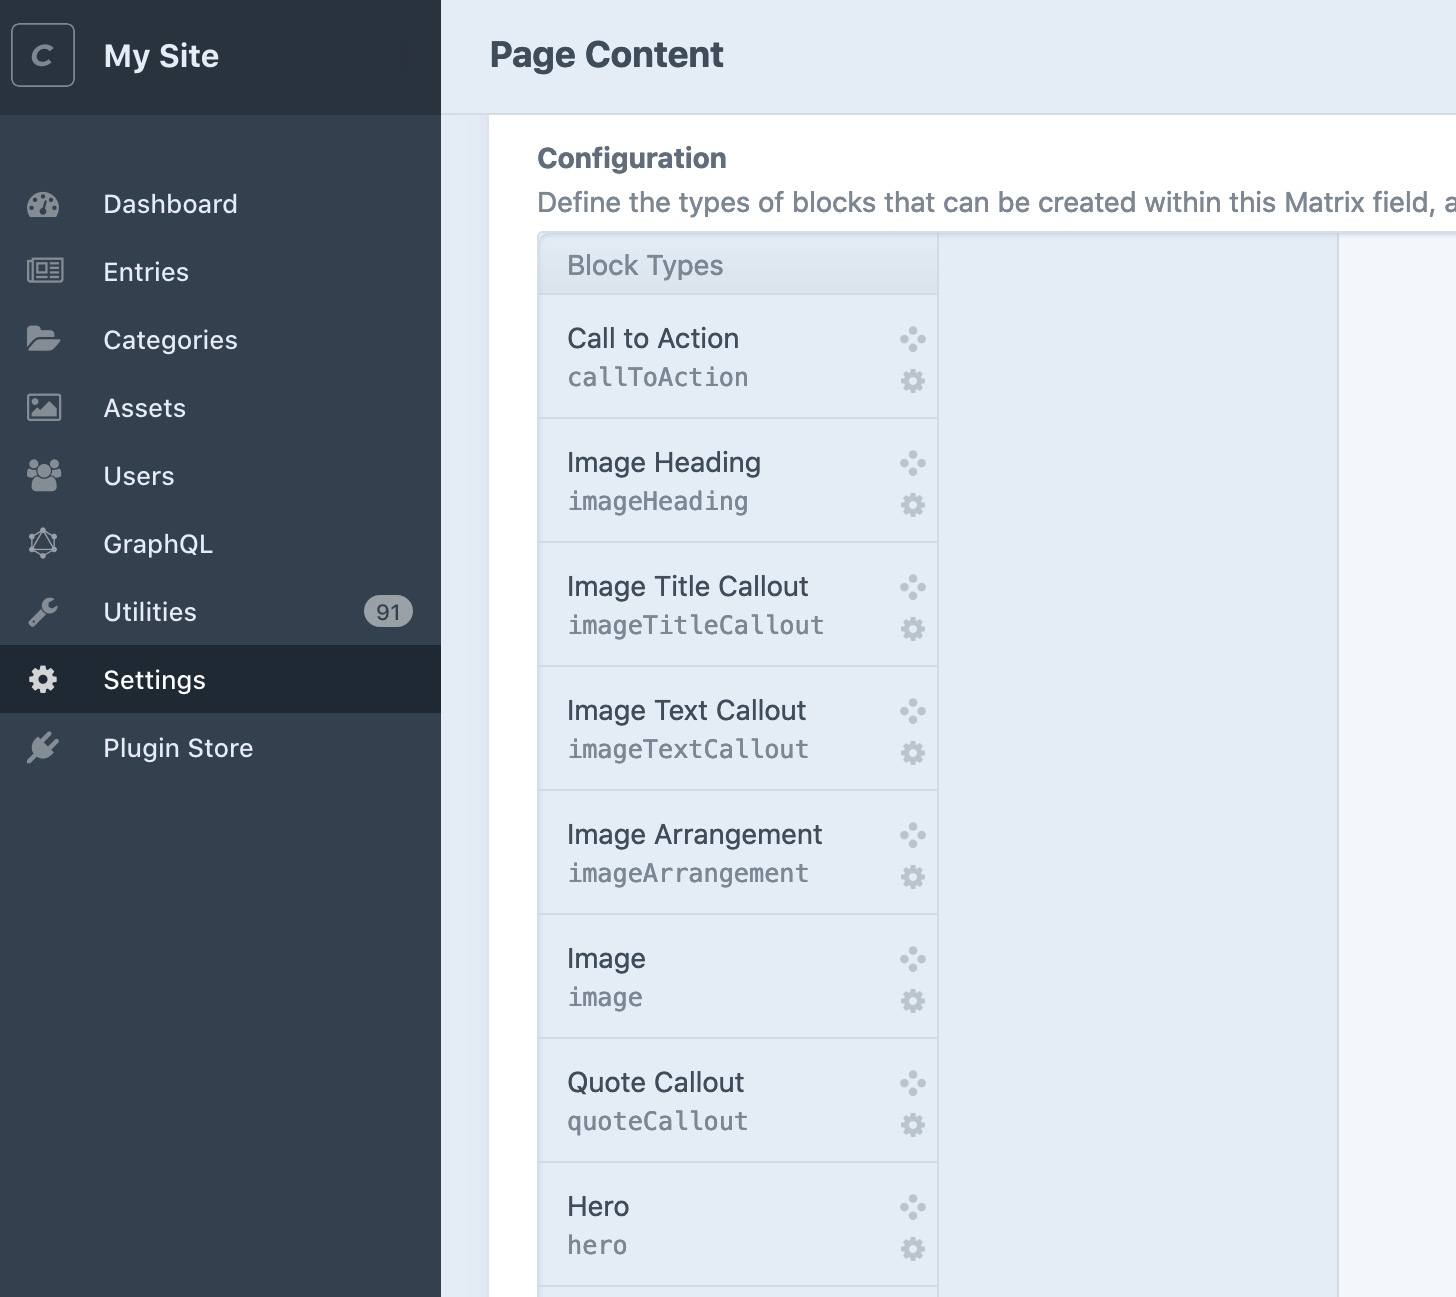 C
My Site
Page Content
Dashboard
Entries
Categories
Assets
Users
GraphQL
Utilities
91
Settings
Plugin Store
Configuration
Define the types of blocks that can be created within this Matrix field, a
Block Types
Call to Action
callToAction
Image Heading
imageHeading
Image Title Callout
imageTitleCallout
Image Text Callout
imageTextCallout
Image Arrangement
imageArrangement
Image
image
Quote Callout
quoteCallout
Hero
hero